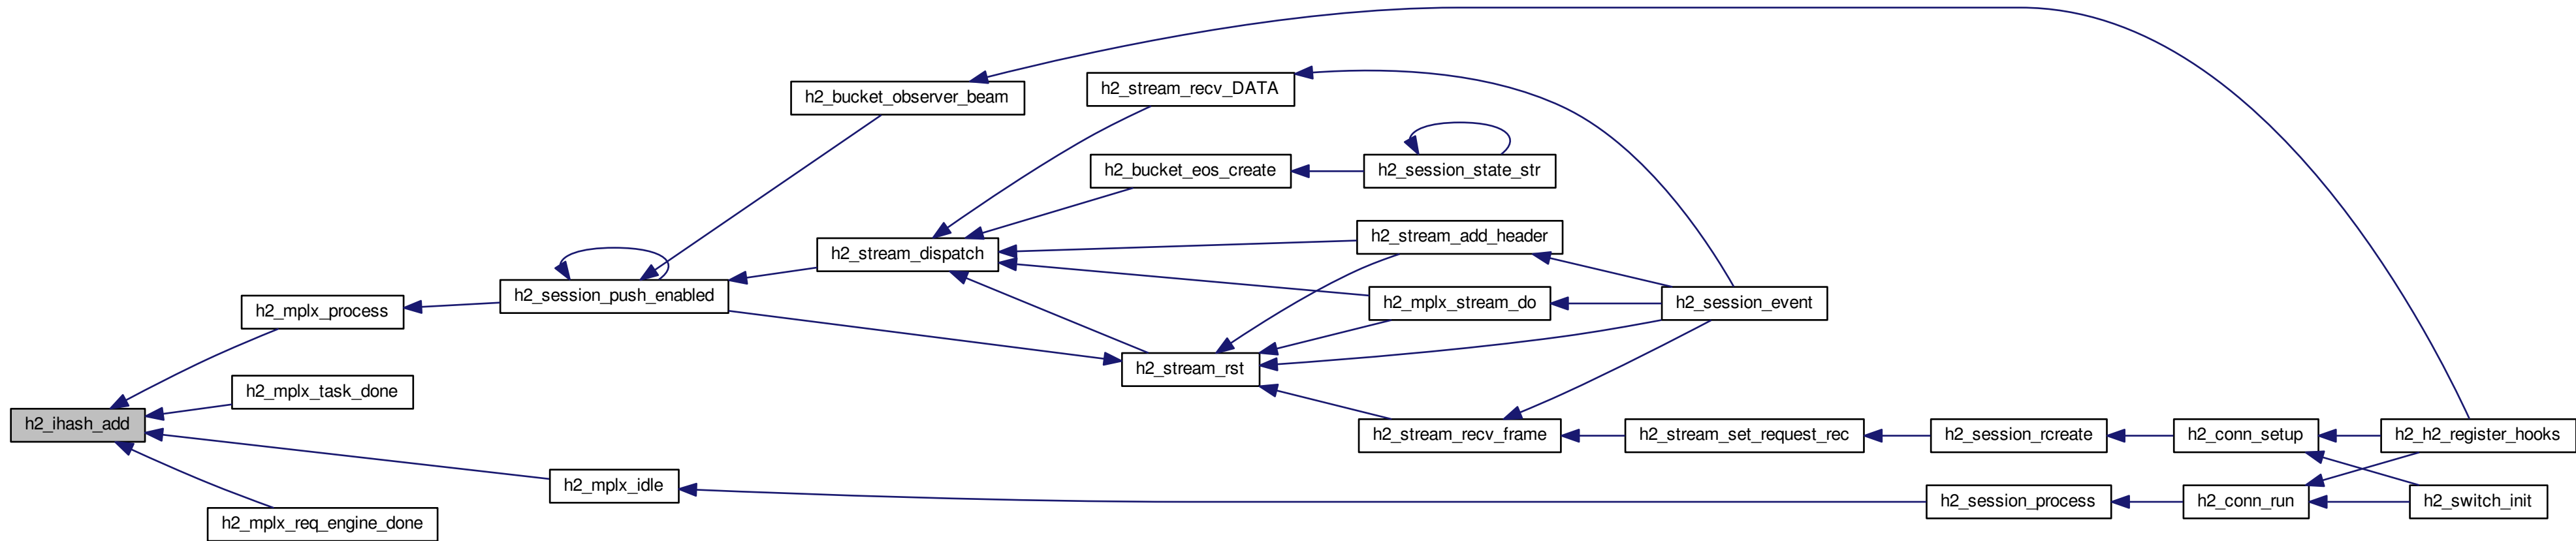 h2_bucket_observer_beam
h2_stream_recv_DATA
h2_bucket_eos_create
h2_session_state_str
h2_stream_add_header
h2_stream_dispatch
h2_session_push_enabled
h2_mplx_stream_do
h2_session_event
h2_mplx_process
h2_stream_rst
h2_mplx_task_done
h2_ihash_add
h2_stream_recv_frame
h2_stream_set_request_rec
h2_session_rcreate
h2_conn_setup
h2_h2_register_hooks
h2_mplx_idle
h2_session_process
h2_conn_run
h2_switch_init
h2_mplx_req_engine_done